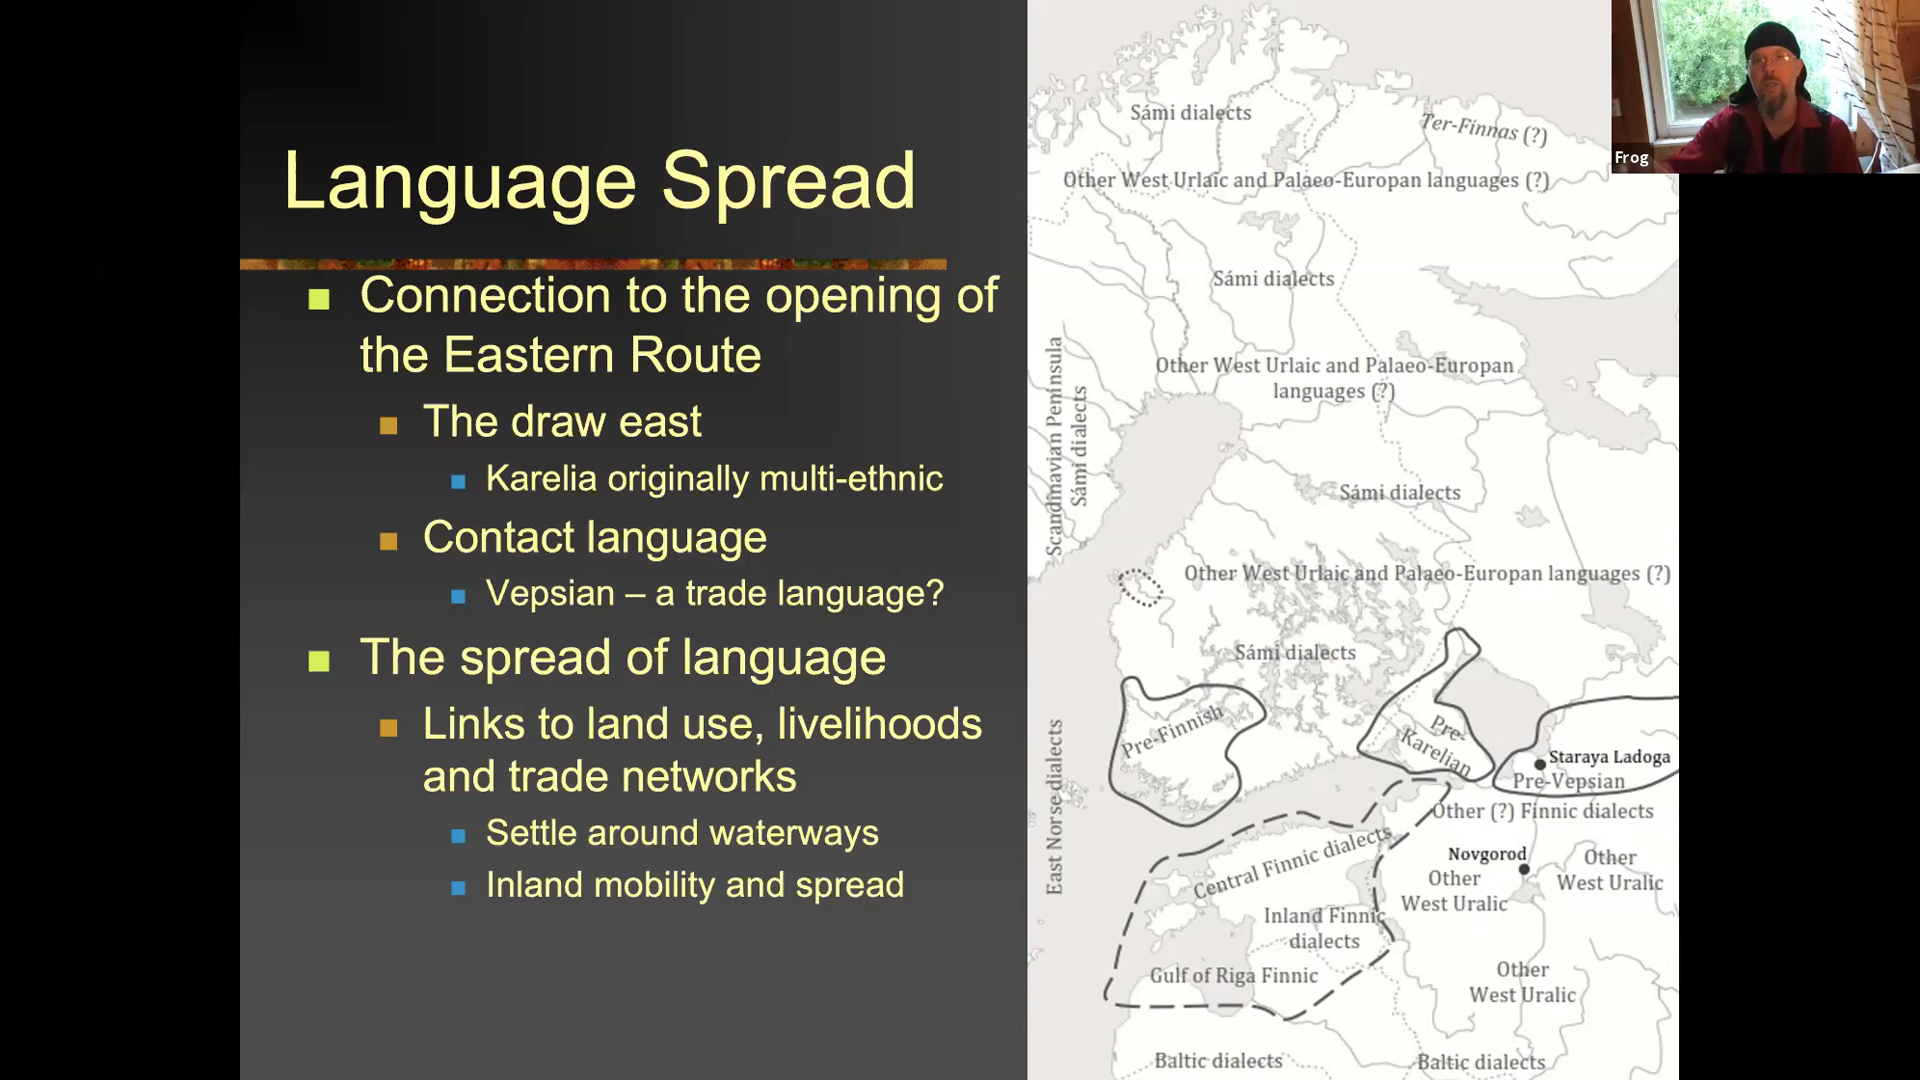 Language Spread
Connection to the opening of
the Eastern Route
The draw east
Karelia originally multi-ethnic
Contact language
Vepsian – a trade language?
The spread of language
Links to land use, livelihoods
and trade networks
Settle around waterways
Inland mobility and spread
Sámi dialects
Ter-Finnas (?)
Other West Urlaic and Palaeo-Europan languages (?)
Sámi dialects
Other West Urlaic and Palaeo-Europan
languages (?)
Scandinavian Peninsula
Sámi dialects
Sámi dialects
Other West Urlaic and Palaeo-Europan languages (?)
Sámi dialects
Pre-Finnish
Pre-
Karelian
Staraya Ladoga
Pre-Vepsian
Other (?) Finnic dialects
East Norse dialects
Central Finnic dialects
Novgorod
Other
West Uralic
Other
West Uralic
Inland Finnic
dialects
Gulf of Riga Finnic
Other
West Uralic
Baltic dialects
Baltic dialects
Frog